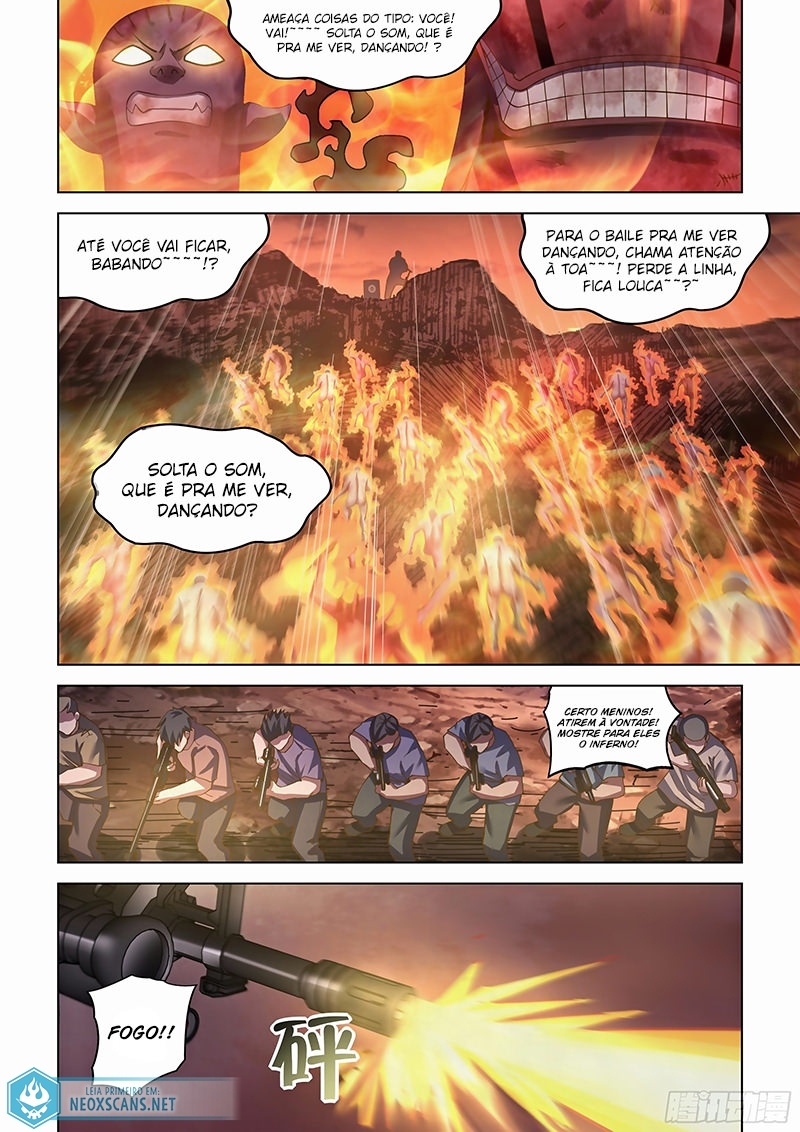 AMEAÇA COISAS DO TIPO: VOCÊ!
VAI!~~~~ SOLTA O SOM, QUE É
PRA ME VER, DANÇANDO! ?
ATÉ VOCÊ VAI FICAR,
BABANDO~~~~!?
PARA O BAILE PRA ME VER
DANÇANDO, CHAMA ATENÇÃO
À TOA~~~! PERDE A LINHA,
FICA LOUCA~~?~
SOLTA O SOM,
QUE É PRA ME VER,
DANÇANDO?
CERTO MENINOS!
ATIREM À VONTADE!
MOSTRE PARA ELES
O INFERNO!
FOGO!!
砰
LEIA PRIMEIRO EM:
NEOXSCANS.NET
腾讯动漫